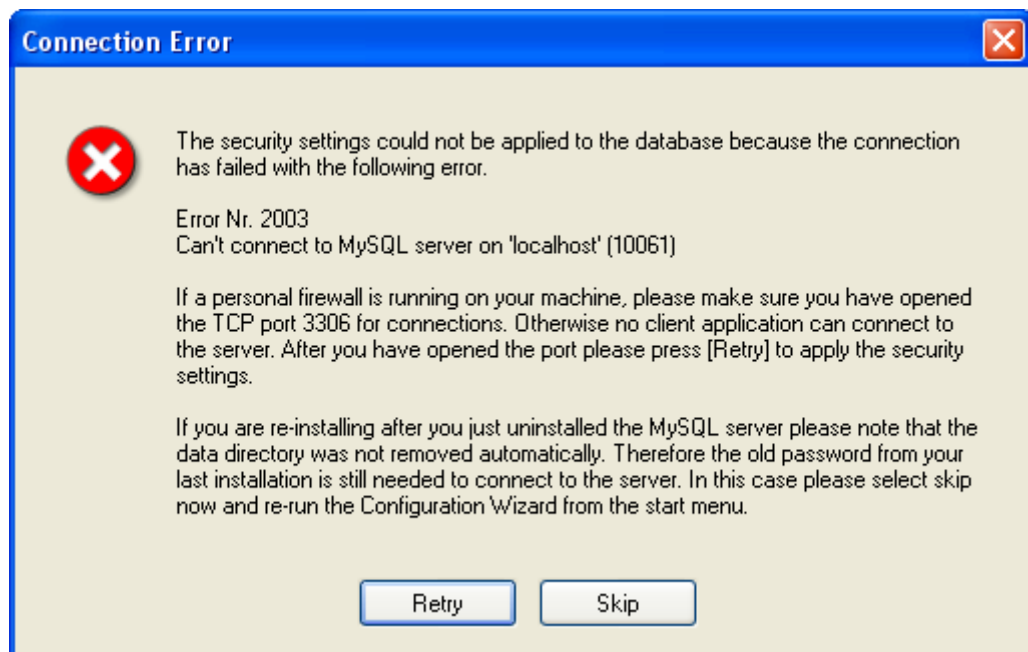 Connection Error
The security settings could not be applied to the database because the connection
has failed with the following error.
Error Nr. 2003
Can't connect to MySQL server on 'localhost' (10061)
If a personal firewall is running on your machine, please make sure you have opened
the TCP port 3306 for connections. Otherwise no client application can connect to
the server. After you have opened the port please press [Retry] to apply the security
settings.
If you are re-installing after you just uninstalled the MySQL server please note that the
data directory was not removed automatically. Therefore the old password from your
last installation is still needed to connect to the server. In this case please select skip
now and re-run the Configuration Wizard from the start menu.
Retry Skip